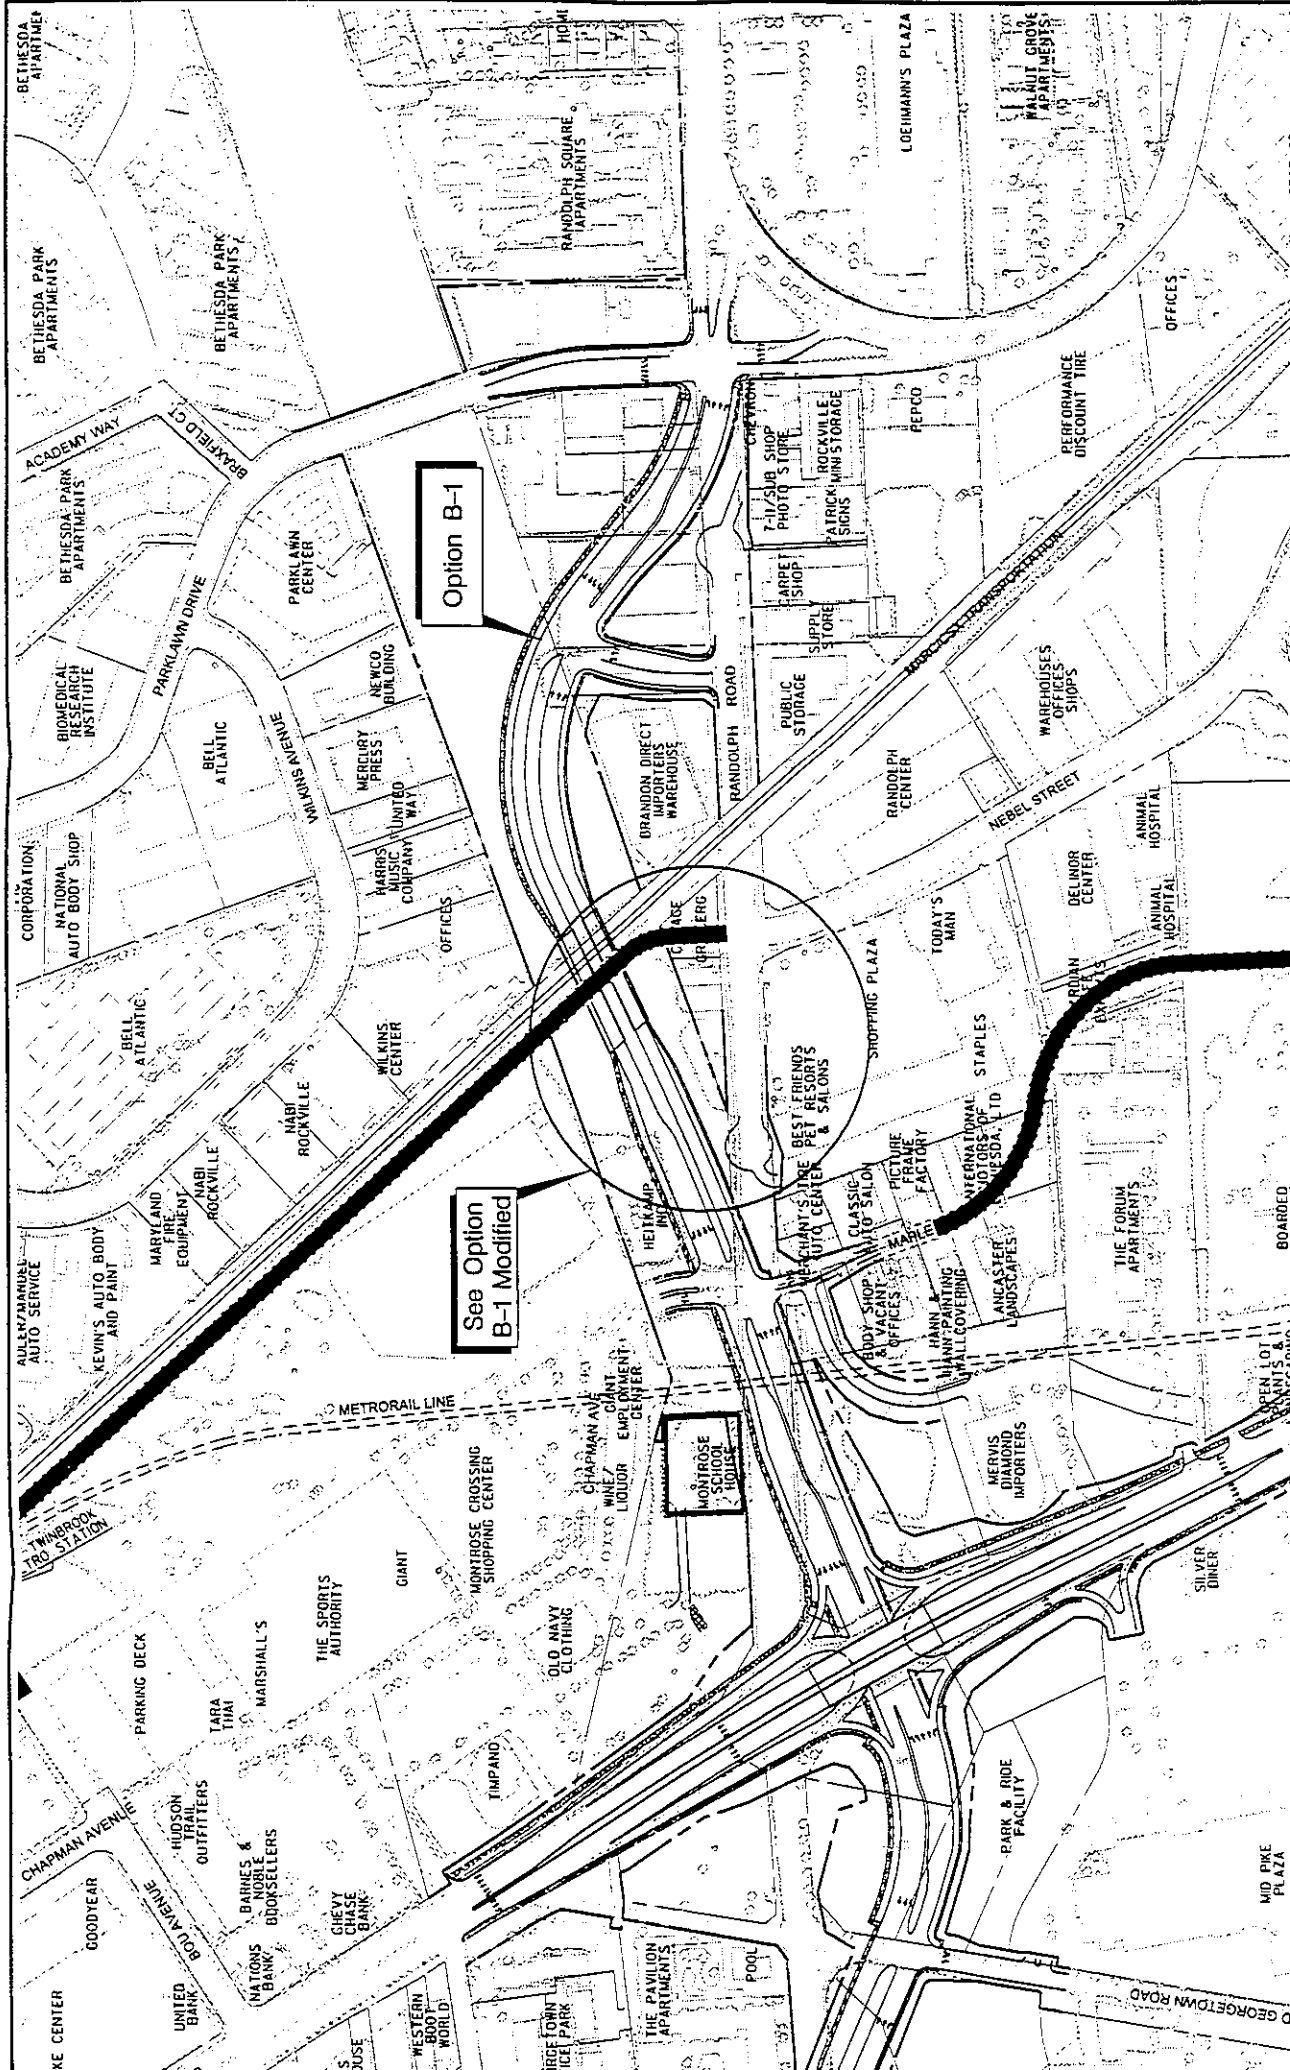 BETHESDA
BETHESDA PARK
APARTMENTS
BETHESDA PARK
APARTMENTS
ACADEMY WAY
BRAXFIELD CT
BETHESDA PARK
APARTMENTS
PARKLAWN
CENTER
PARKLAWN DRIVE
BIOMEDICAL
RESEARCH
INSTITUTE
BELL
ATLANTIC
WILKINS AVENUE
NEWCO
BUILDING
MERCURY
PRESS
UNITED
WAY
HARRIS
MUSIC
COMPANY
OFFICES
CORPORATION
NATIONAL
AUTO BODY SHOP
BELL
ATLANTIC
WILKINS
CENTER
NABI
ROCKVILLE
NABI
ROCKVILLE
MARYLAND
FIRE
EQUIPMENT
KEVIN'S AUTO BODY
AND PAINT
AUTO SERVICE
RANDOLPH SQUARE
APARTMENTS
LOEHMANN'S PLAZA
WALNUT GROVE
APARTMENTS
OFFICES
PERFORMANCE
DISCOUNT TIRE
PEPCO
ROCKVILLE
MINI STORAGE
PATRICK
SIGNS
CHEVRON
7-11/SUB SHOP
PHOTO STORE
CARPET
SHOP
STORE
PUBLIC
STORAGE
Option B-1
RANDOLPH ROAD
BRANDON DIRECT
IMPORTERS
WAREHOUSE
MARC/CSX TRANSPORTATION
WAREHOUSES
OFFICES
SHOPS
RANDOLPH
CENTER
NEBEL STREET
ANIMAL
HOSPITAL
DELINOR
CENTER
ANIMAL
HOSPITAL
TODAY'S
MAN
SHOPPING PLAZA
STAPLES
BEST FRIENDS
PET RESORTS
& SALONS
PICTURE
FRAME
FACTORY
CLASSIC
AUTO SALON
MERCHANT'S TIRE
AUTO CENTER
MAPLE
See Option
B-1 Modified
BODY SHOP
& VACANT
OFFICES
HANN &
HANN PAINTING
WALLCOVERING
LANCASTER
LANDSCAPES
THE FORUM
APARTMENTS
BOARDED
METRORAIL LINE
TWINBROOK
STATION
CHAPMAN AVE
GIANT
EMPLOYMENT
CENTER
WINE/
LIQUOR
MONTROSE
SCHOOL
HOUSE
MONTROSE CROSSING
SHOPPING CENTER
GIANT
THE SPORTS
AUTHORITY
OLD NAVY
CLOTHING
MARSHALL'S
TARA
THAI
PARKING DECK
TIMPANO
HUDSON
TRAIL
OUTFITTERS
CHAPMAN AVENUE
BARNES &
NOBLE
BOOKSELLERS
CHEVY
CHASE
BANK
BOU AVENUE
GOODYEAR
NATIONS
BANK
UNITED
BANK
WESTERN
BOOT
WORLD
THE PAVILION
APARTMENTS
POOL
MERVIS
DIAMOND
IMPORTERS
OPEN LOT
SILVER
DINER
PARK & RIDE
FACILITY
MID PIKE
PLAZA
GEORGETOWN ROAD